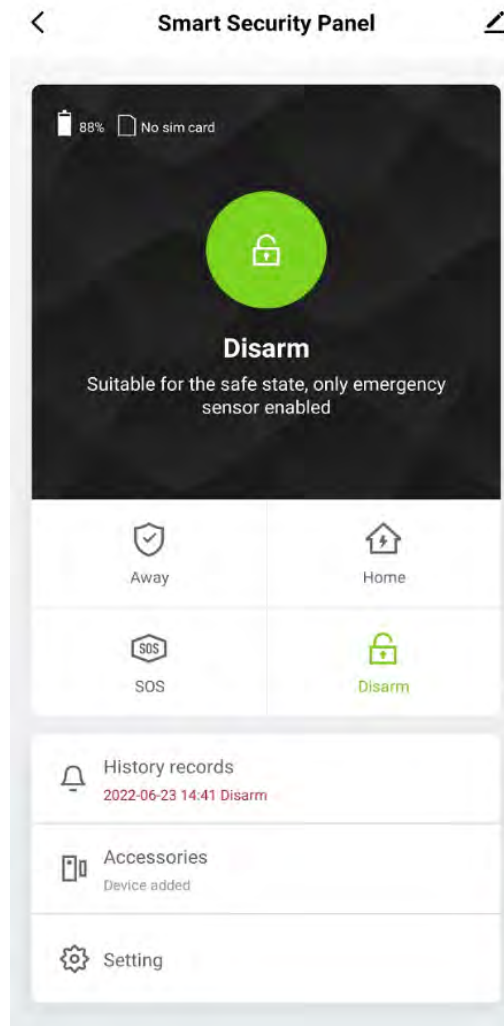 Smart Security Panel
88% No sim card
Disarm
Suitable for the safe state, only emergency
sensor enabled
Away Home
SOS
SOS Disarm
History records
2022-06-23 14:41 Disarm
Accessories
Device added
Setting